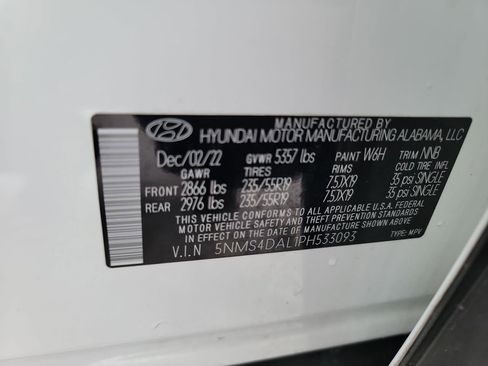 MANUFACTURED BY
HYUNDAI MOTOR MANUFACTURING ALABAMA, LLC
Dec/02/22 GVWR 5357 lbs PAINT W6H TRIM NNB
GAWR TIRES RIMS COLD TIRE INFL
FRONT 2866 lbs 235/55R19 7.5JX19 35 psi SINGLE
REAR 2976 lbs 235/55R19 7.5JX19 35 psi SINGLE
THIS VEHICLE CONFORMS TO ALL APPLICABLE U.S.A. FEDERAL
MOTOR VEHICLE SAFETY AND THEFT PREVENTION STANDARDS
IN EFFECT ON THE DATE OF MANUFACTURE SHOWN ABOVE.
V.I.N 5NMS4DAL1PH533093 TYPE: MPV